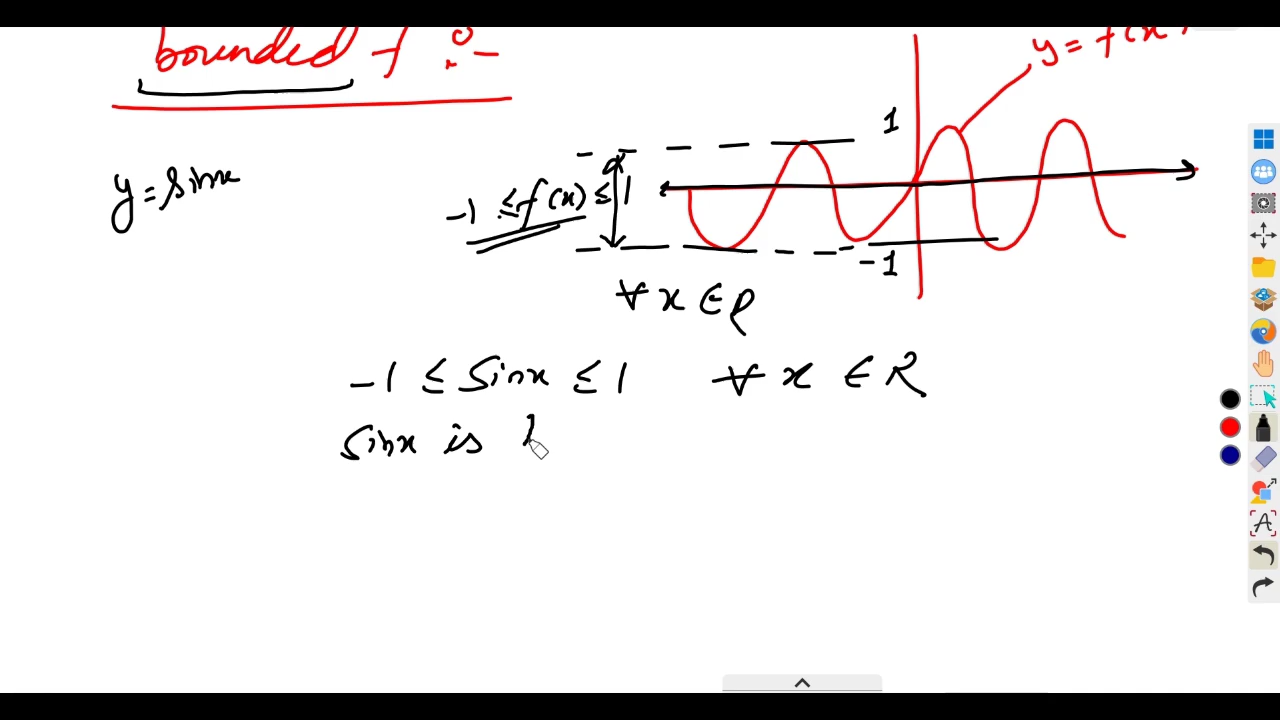 bounded f :-
y = f(x)
1
y = sinx
-1 ≤ f(x) ≤ 1
-1
∀ x ∈ R
-1 ≤ sinx ≤ 1 ∀ x ∈ R
sinx is
A